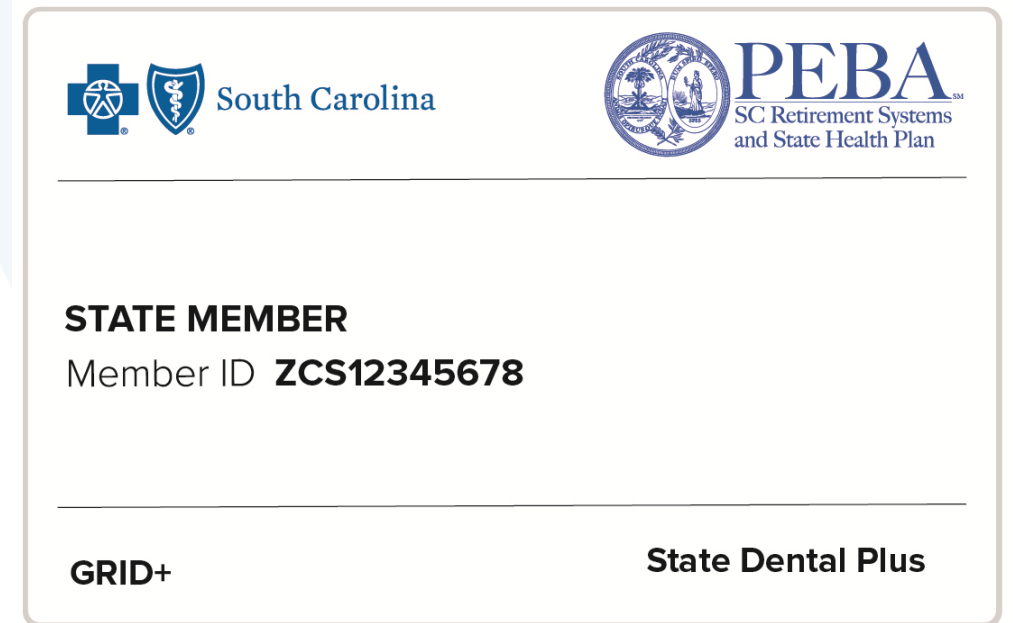 South Carolina
PEBA SM
SC Retirement Systems
and State Health Plan
STATE MEMBER
Member ID ZCS12345678
GRID+
State Dental Plus